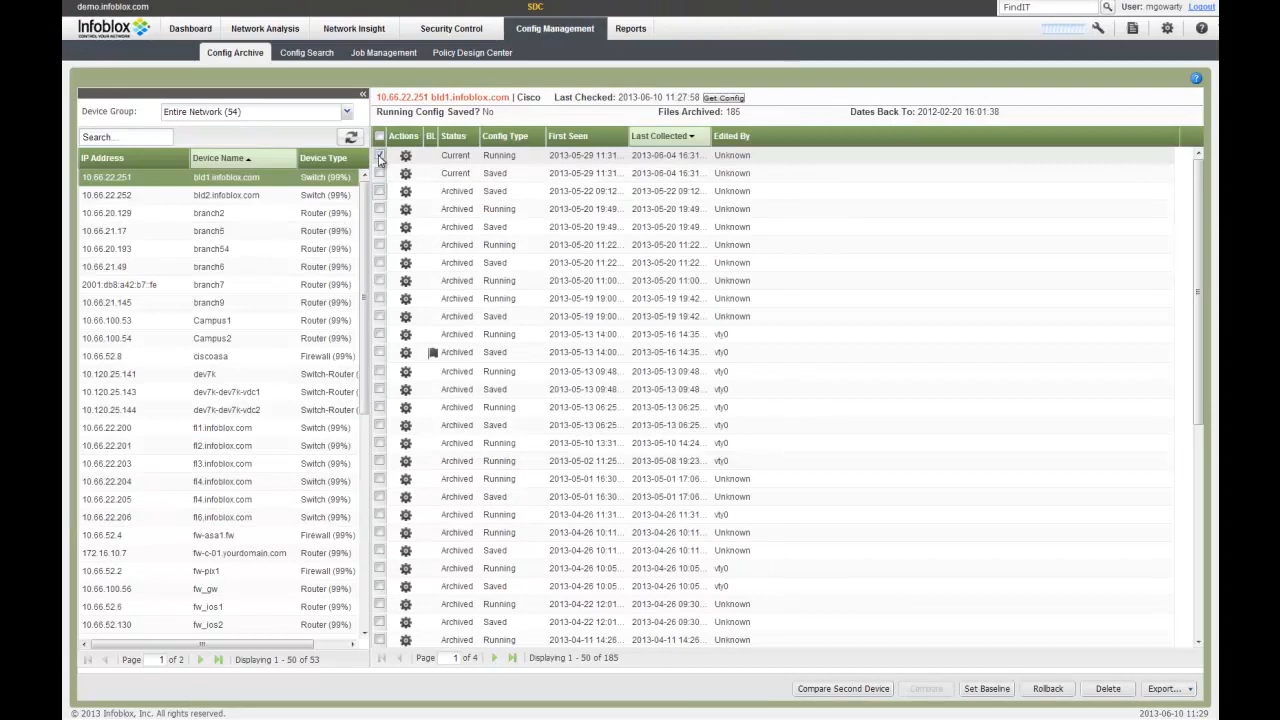 demo.infoblox.com SDC FindIT User: mgowarty Logout
Infoblox Dashboard Network Analysis Network Insight Security Control Config Management Reports
CONTROL YOUR NETWORK
Config Archive Config Search Job Management Policy Design Center
10.66.22.251 bld1.infoblox.com | Cisco Last Checked: 2013-06-10 11:27:58 Get Config
Device Group: Entire Network (54) Running Config Saved? No Files Archived: 185 Dates Back To: 2012-02-20 16:01:38
Search... Actions BL Status Config Type First Seen Last Collected Edited By
IP Address Device Name Device Type Current Running 2013-05-29 11:31... 2013-06-04 16:31... Unknown
10.66.22.251 bld1.infoblox.com Switch (99%) Current Saved 2013-05-29 11:31... 2013-06-04 16:31... Unknown
10.66.22.252 bld2.infoblox.com Switch (99%) Archived Saved 2013-05-22 09:12... 2013-05-22 09:12... Unknown
10.66.20.129 branch2 Router (99%) Archived Running 2013-05-20 19:49... 2013-05-20 19:49... Unknown
10.66.21.17 branch5 Router (99%) Archived Saved 2013-05-20 19:49... 2013-05-20 19:49... Unknown
10.66.20.193 branch54 Router (99%) Archived Running 2013-05-20 11:22... 2013-05-20 11:22... Unknown
10.66.21.49 branch6 Router (99%) Archived Saved 2013-05-20 11:22... 2013-05-20 11:22... Unknown
2001:db8:a42:b7::fe branch7 Router (99%) Archived Running 2013-05-20 11:00... 2013-05-20 11:00... Unknown
10.66.21.145 branch9 Router (99%) Archived Running 2013-05-19 19:00... 2013-05-19 19:42... Unknown
10.66.100.53 Campus1 Router (99%) Archived Saved 2013-05-19 19:00... 2013-05-19 19:42... Unknown
10.66.100.54 Campus2 Router (99%) Archived Running 2013-05-13 14:00... 2013-05-16 14:35... vty0
10.66.52.8 ciscoasa Firewall (99%) Archived Saved 2013-05-13 14:00... 2013-05-16 14:35... vty0
10.120.25.141 dev7k Switch-Router ( Archived Running 2013-05-13 09:48... 2013-05-13 09:48... vty0
10.120.25.143 dev7k-dev7k-vdc1 Switch-Router ( Archived Saved 2013-05-13 09:48... 2013-05-13 09:48... vty0
10.120.25.144 dev7k-dev7k-vdc2 Switch-Router ( Archived Running 2013-05-13 06:25... 2013-05-13 06:25... vty0
10.66.22.200 fl1.infoblox.com Switch (99%) Archived Saved 2013-05-13 06:25... 2013-05-13 06:25... vty0
10.66.22.201 fl2.infoblox.com Switch (99%) Archived Running 2013-05-10 13:31... 2013-05-10 14:24... vty0
10.66.22.203 fl3.infoblox.com Switch (99%) Archived Running 2013-05-02 11:25... 2013-05-08 19:23... vty0
10.66.22.204 fl4.infoblox.com Switch (99%) Archived Running 2013-05-01 16:30... 2013-05-01 17:06... Unknown
10.66.22.205 fl4.infoblox.com Switch (99%) Archived Saved 2013-05-01 16:30... 2013-05-01 17:06... Unknown
10.66.22.206 fl6.infoblox.com Switch (99%) Archived Running 2013-04-26 11:31... 2013-04-26 11:31... vty0
10.66.52.4 fw-asa1.fw Firewall (99%) Archived Running 2013-04-26 10:11... 2013-04-26 10:11... Unknown
172.16.10.7 fw-c-01.yourdomain.com Router (99%) Archived Saved 2013-04-26 10:11... 2013-04-26 10:11... Unknown
10.66.52.2 fw-pix1 Firewall (99%) Archived Running 2013-04-26 10:05... 2013-04-26 10:05... vty0
10.66.100.56 fw_gw Router (99%) Archived Saved 2013-04-26 10:05... 2013-04-26 10:05... vty0
10.66.52.6 fw_ios1 Router (99%) Archived Running 2013-04-22 12:01... 2013-04-26 09:30... Unknown
10.66.52.130 fw_ios2 Router (99%) Archived Saved 2013-04-22 12:01... 2013-04-26 09:30... Unknown
Archived Running 2013-04-11 14:26... 2013-04-11 14:26... Unknown
Page 1 of 2 Displaying 1 - 50 of 53 Page 1 of 4 Displaying 1 - 50 of 185
Compare Second Device Compare Set Baseline Rollback Delete Export...
© 2013 Infoblox, Inc. All rights reserved. 2013-06-10 11:29